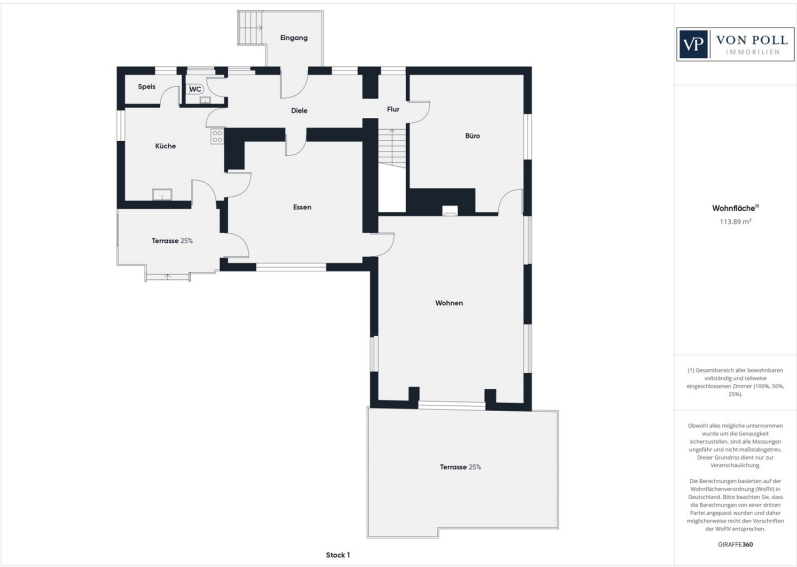 Eingang
Speis
WC
Diele
Flur
Büro
Küche
Essen
Terrasse 25%
Wohnen
Terrasse 25%
Stock 1
VP VON POLL
IMMOBILIEN
Wohnfläche⁽¹⁾
113.89 m²
(1) Gesamtbereich aller bewohnbaren
vollständig und teilweise
eingeschlossenen Zimmer (100%, 50%,
25%).
Obwohl alles mögliche unternommen
wurde um die Genauigkeit
sicherzustellen, sind alle Messungen
ungefähr und nicht maßstabsgetreu.
Dieser Grundriss dient nur zur
Veranschaulichung.
Die Berechnungen basierten auf der
Wohnflächenverordnung (WoFlV) in
Deutschland. Bitte beachten Sie, dass
die Berechnungen von einer dritten
Partei angepasst wurden und daher
möglicherweise nicht den Vorschriften
der WoFlV entsprechen.
GIRAFFE360